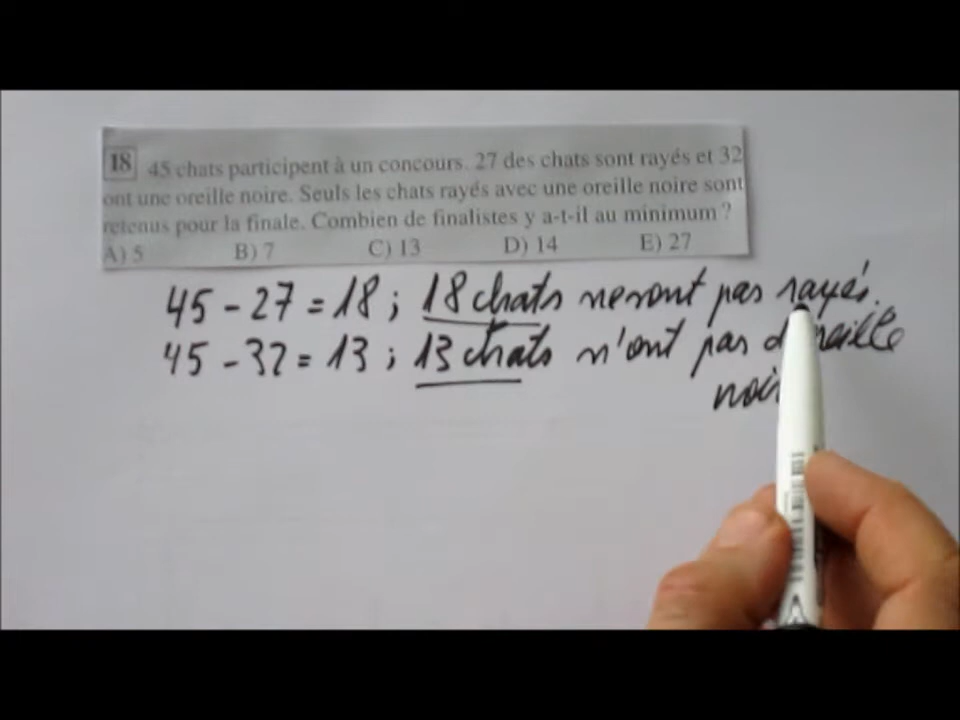 18 45 chats participent à un concours. 27 des chats sont rayés et 32
ont une oreille noire. Seuls les chats rayés avec une oreille noire sont
retenus pour la finale. Combien de finalistes y a-t-il au minimum ?
A) 5 B) 7 C) 13 D) 14 E) 27
45 - 27 = 18 ; 18 chats ne sont pas rayés.
45 - 32 = 13 ; 13 chats n'ont pas